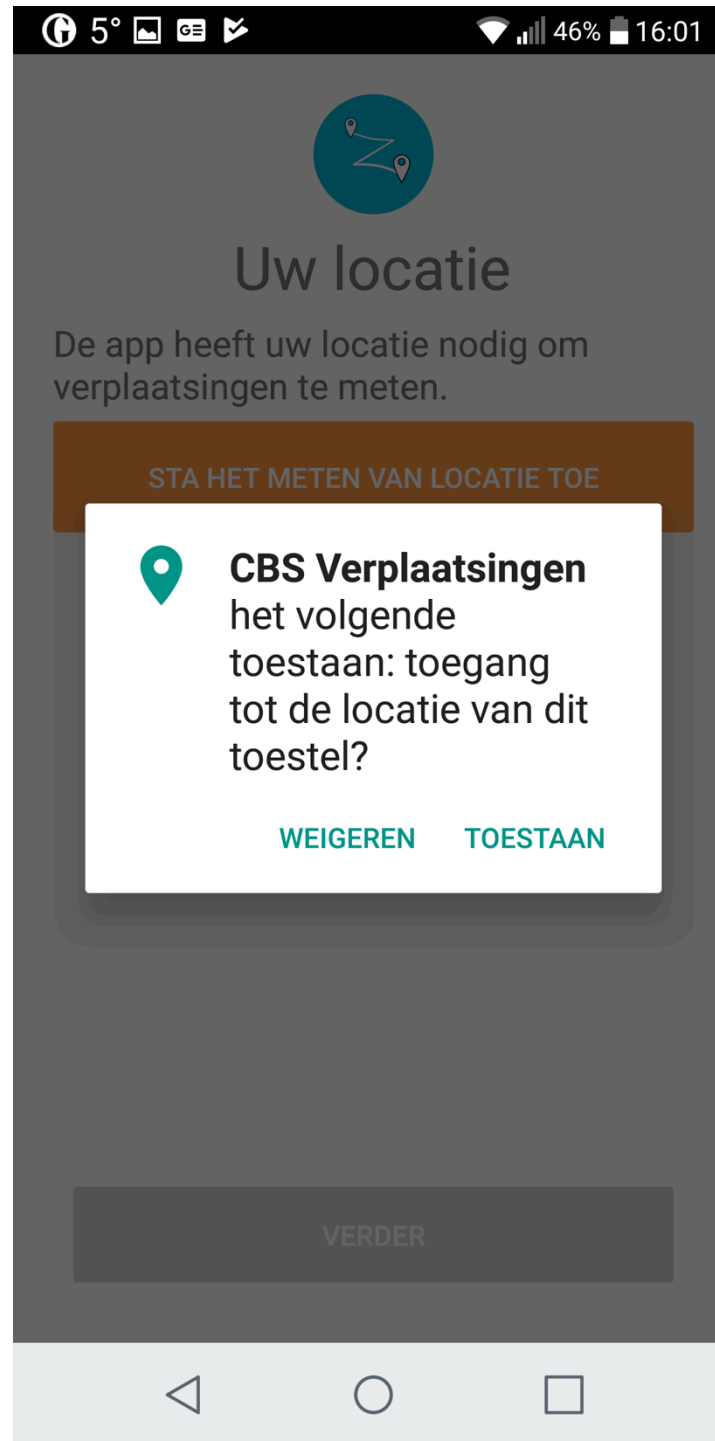 5° GE 46% 16:01
Uw locatie
De app heeft uw locatie nodig om
verplaatsingen te meten.
STA HET METEN VAN LOCATIE TOE
CBS Verplaatsingen
het volgende
toestaan: toegang
tot de locatie van dit
toestel?
WEIGEREN TOESTAAN
VERDER